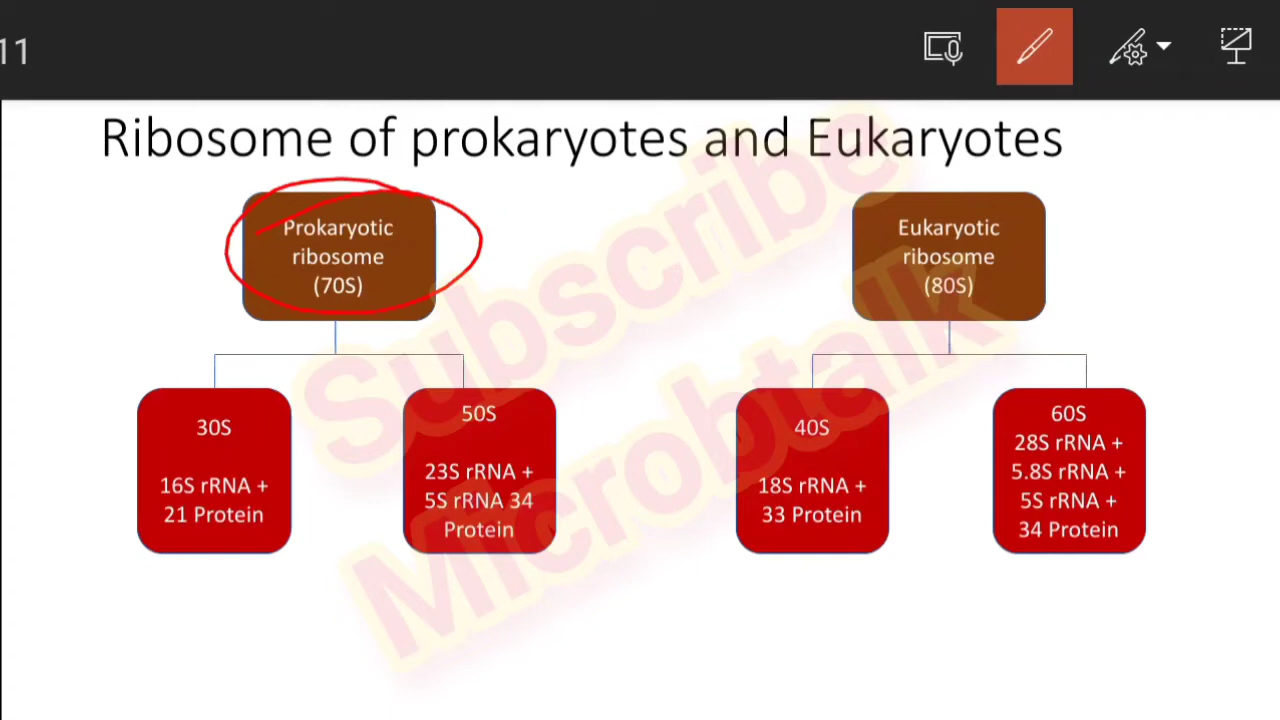 11
Ribosome of prokaryotes and Eukaryotes
Prokaryotic
ribosome
(70S)
Eukaryotic
ribosome
(80S)
30S
16S rRNA +
21 Protein
50S
23S rRNA +
5S rRNA 34
Protein
40S
18S rRNA +
33 Protein
60S
28S rRNA +
5.8S rRNA +
5S rRNA +
34 Protein
Subscribe
Microbtalk